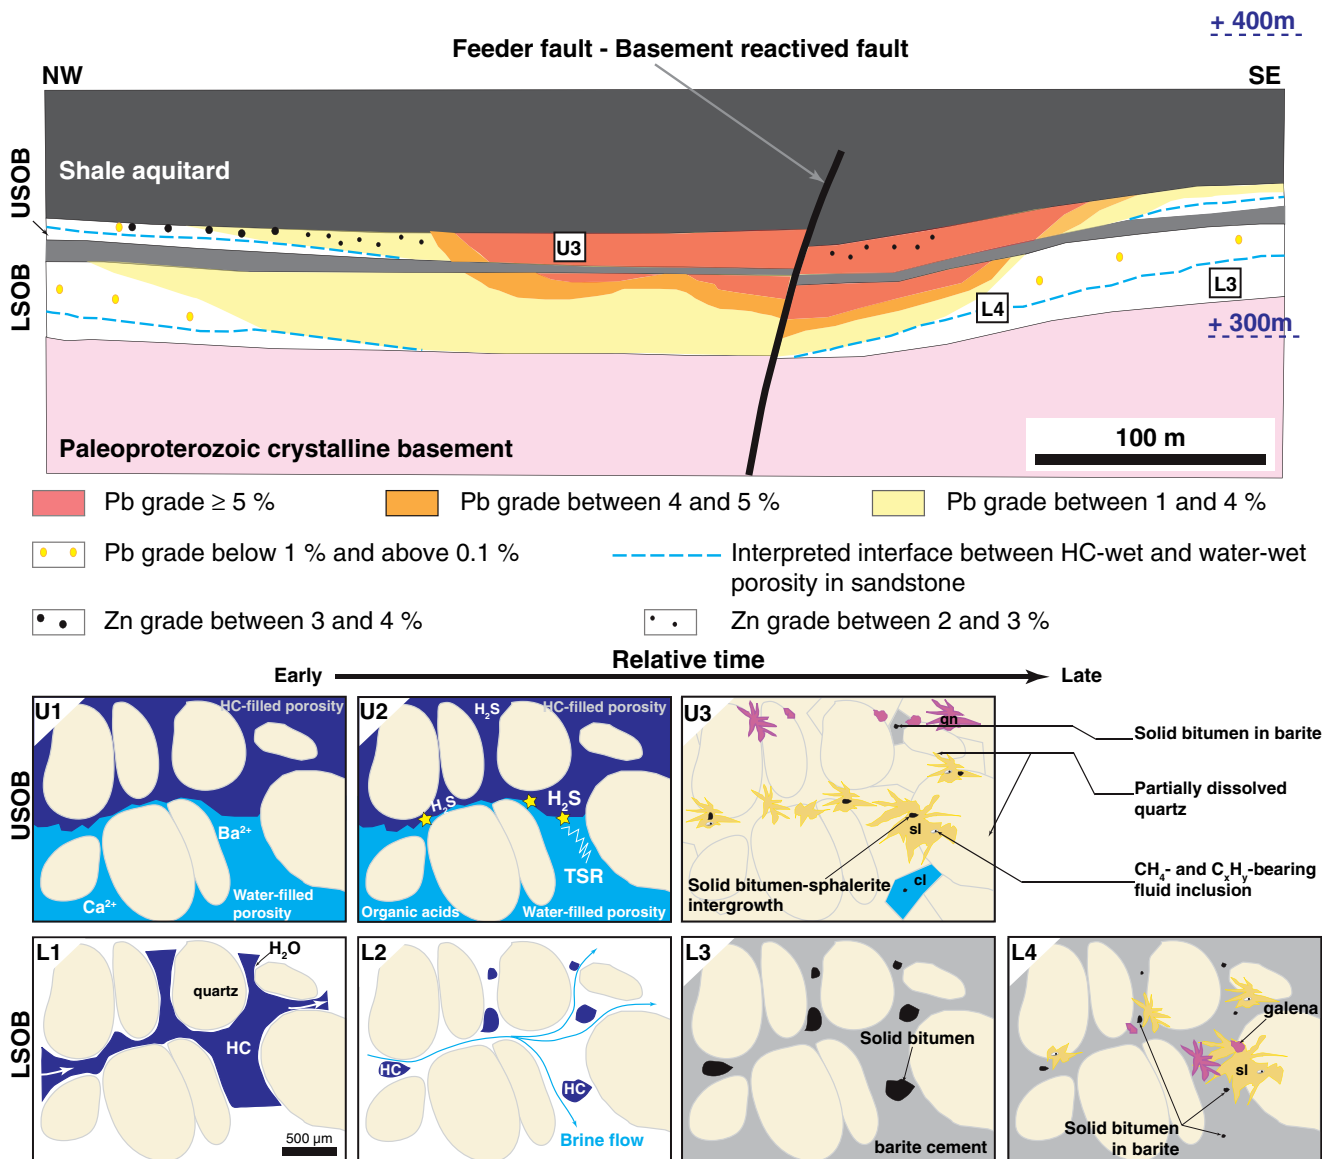 + 400m
Feeder fault - Basement reactived fault
NW
SE
USOB
Shale aquitard
U3
LSOB
L4
L3
+ 300m
Paleoproterozoic crystalline basement
100 m
Pb grade ≥ 5 %
Pb grade between 4 and 5 %
Pb grade between 1 and 4 %
Pb grade below 1 % and above 0.1 %
Interpreted interface between HC-wet and water-wet
porosity in sandstone
Zn grade between 3 and 4 %
Zn grade between 2 and 3 %
Relative time
Early
Late
USOB
U1
HC-filled porosity
Ba²⁺
Ca²⁺
Water-filled
porosity
U2
H₂S
HC-filled porosity
H₂S
H₂S
TSR
Organic acids
Water-filled porosity
U3
gn
sl
cl
Solid bitumen-sphalerite
intergrowth
Solid bitumen in barite
Partially dissolved
quartz
CH₄- and CₓHᵧ-bearing
fluid inclusion
LSOB
L1
H₂O
quartz
HC
500 µm
L2
HC
HC
Brine flow
L3
Solid bitumen
barite cement
L4
galena
sl
Solid bitumen
in barite